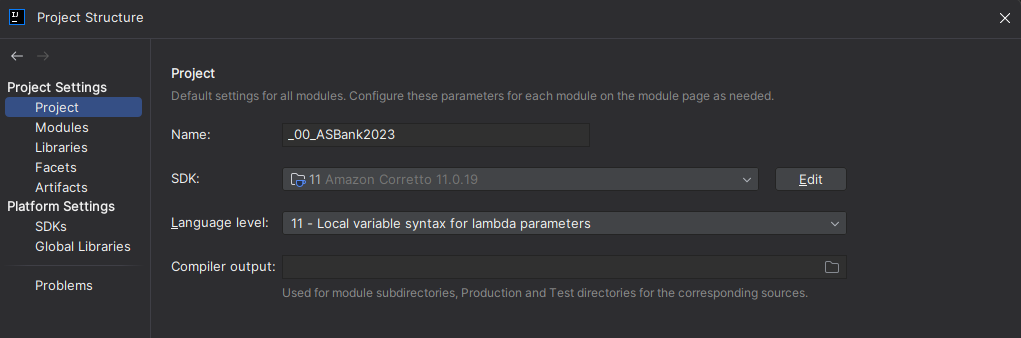 Project Structure
Project Settings
Project
Modules
Libraries
Facets
Artifacts
Platform Settings
SDKs
Global Libraries
Problems
Project
Default settings for all modules. Configure these parameters for each module on the module page as needed.
Name: _00_ASBank2023
SDK: 11 Amazon Corretto 11.0.19 Edit
Language level: 11 - Local variable syntax for lambda parameters
Compiler output:
Used for module subdirectories, Production and Test directories for the corresponding sources.